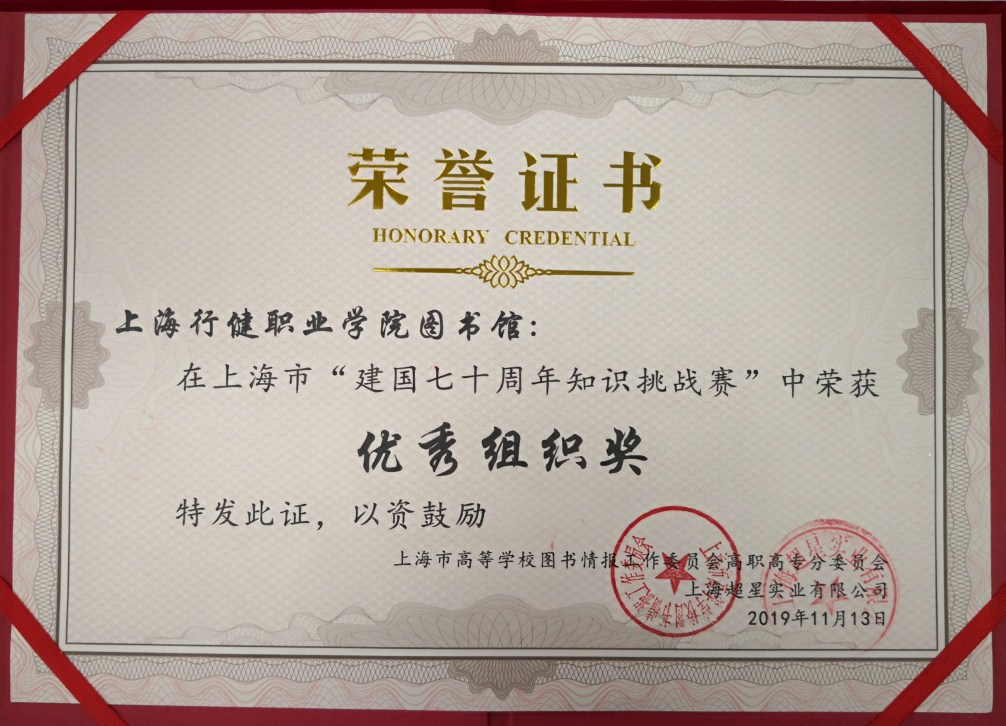 荣誉证书
HONORARY CREDENTIAL
上海行健职业学院图书馆：
在上海市“建国七十周年知识挑战赛”中荣获
优秀组织奖
特发此证，以资鼓励
上海市高等学校图书情报工作委员会高职高专分委员会
上海超星实业有限公司
2019年11月13日